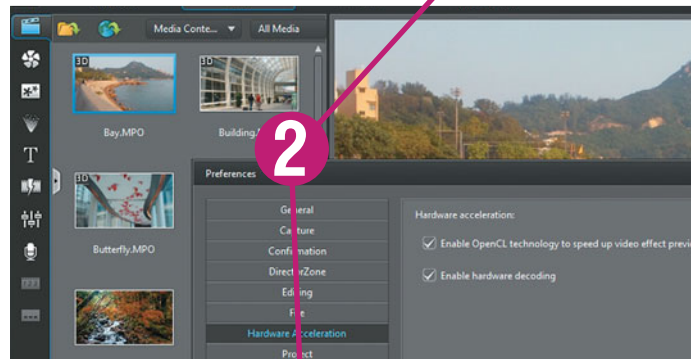 Media Conte... All Media
3D
3D
Bay.MPO
Building.
2
3D
Preferences
General
Capture
Confirmation
DirectorZone
Editing
File
Hardware Acceleration
Project
Hardware acceleration:
Enable OpenCL technology to speed up video effect previ
Enable hardware decoding
Butterfly.MPO
T